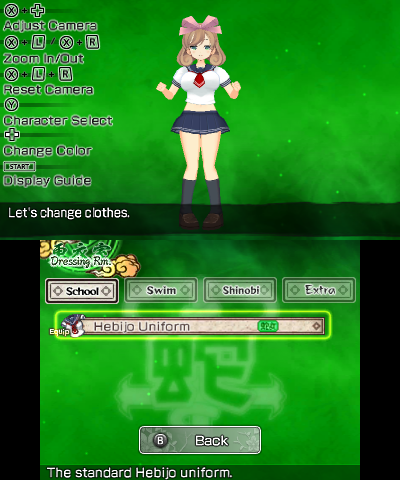 X + ✚
Adjust Camera
X + L / X + R
Zoom In/Out
X + L + R
Reset Camera
Y
Character Select
✚
Change Color
START
Display Guide
Let's change clothes.
Dressing Rm.
School
Swim
Shinobi
Extra
Equip
Hebijo Uniform
B Back
蛇
The standard Hebijo uniform.